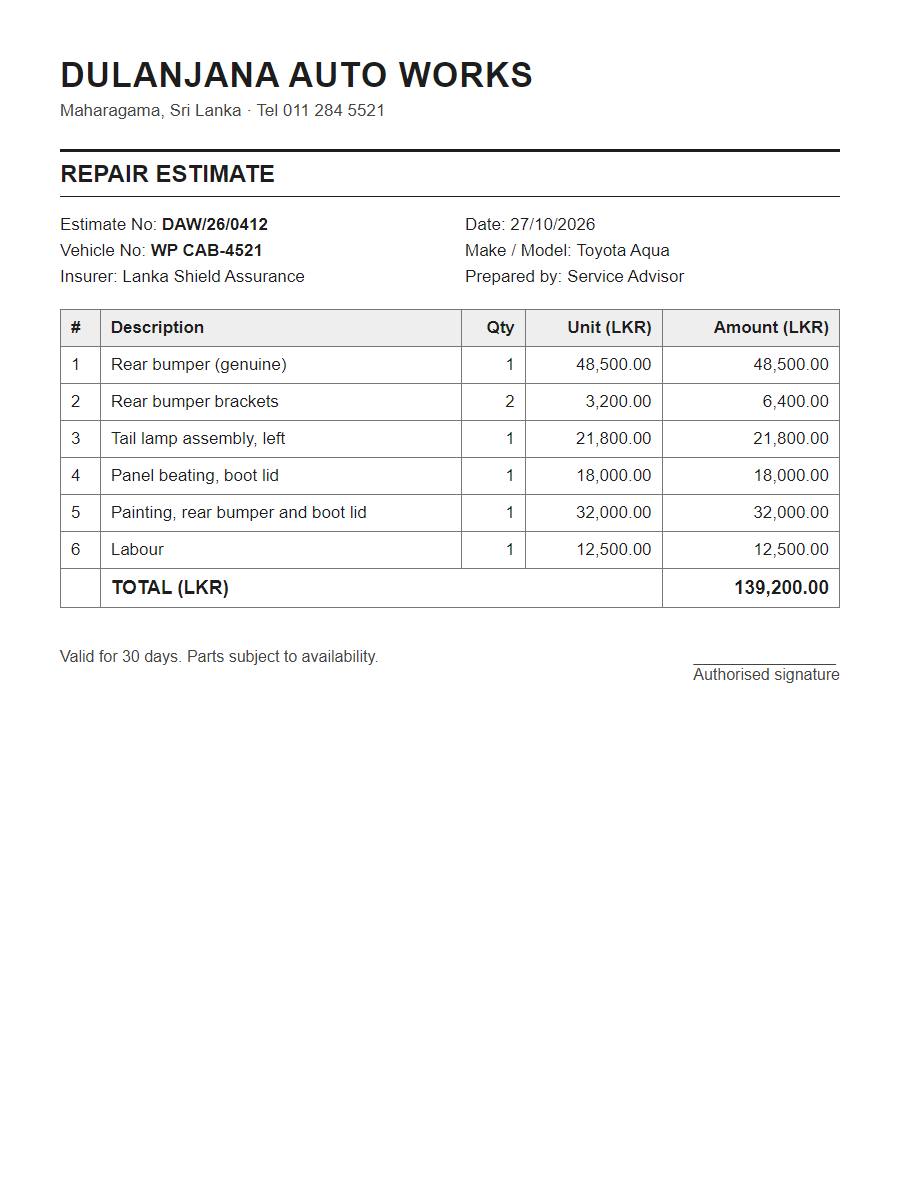 DULANJANA AUTO WORKS
Maharagama, Sri Lanka · Tel 011 284 5521
REPAIR ESTIMATE
Estimate No: DAW/26/0412 Date: 27/10/2026
Vehicle No: WP CAB-4521 Make / Model: Toyota Aqua
Insurer: Lanka Shield Assurance Prepared by: Service Advisor
# Description Qty Unit (LKR) Amount (LKR)
1 Rear bumper (genuine) 1 48,500.00 48,500.00
2 Rear bumper brackets 2 3,200.00 6,400.00
3 Tail lamp assembly, left 1 21,800.00 21,800.00
4 Panel beating, boot lid 1 18,000.00 18,000.00
5 Painting, rear bumper and boot lid 1 32,000.00 32,000.00
6 Labour 1 12,500.00 12,500.00
TOTAL (LKR) 139,200.00
Valid for 30 days. Parts subject to availability.
Authorised signature